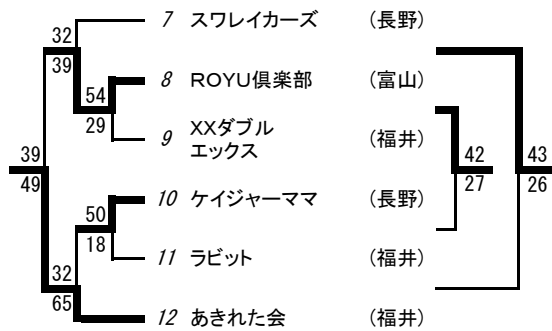 32
7 スワレイカーズ (長野)
39
54
8 ROYU倶楽部 (富山)
29
9 XXダブル
エックス (福井)
39
49
42
27
43
26
50
10 ケイジャーママ (長野)
18
11 ラビット (福井)
32
65
12 あきれた会 (福井)